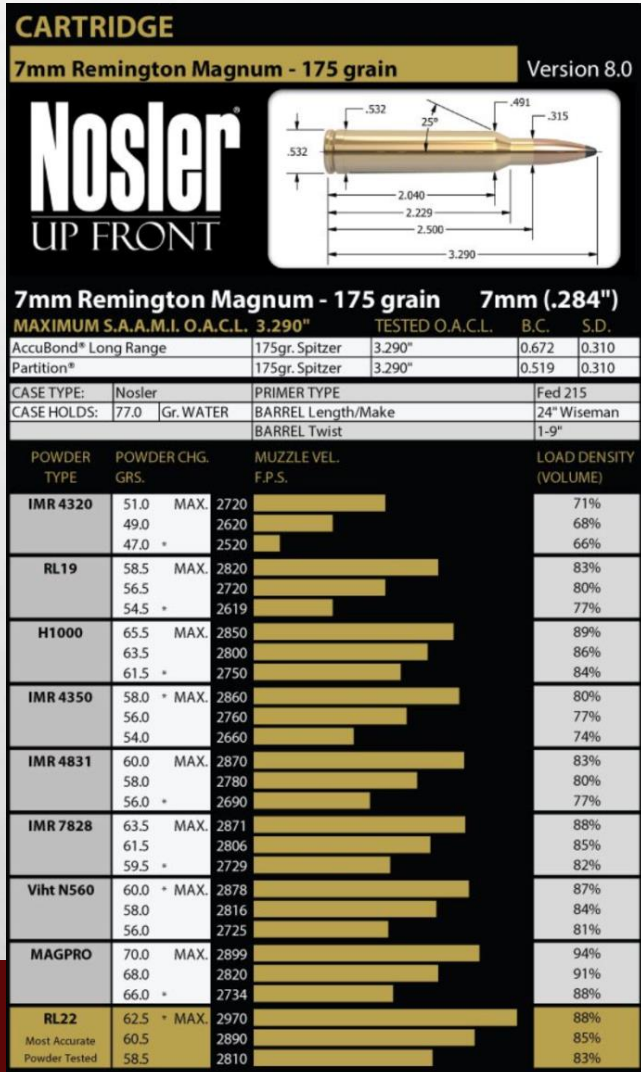 CARTRIDGE
7mm Remington Magnum - 175 grain Version 8.0
Nosler®
UP FRONT
.532
25°
.491
.315
.532
2.040
2.229
2.500
3.290
7mm Remington Magnum - 175 grain 7mm (.284")
MAXIMUM S.A.A.M.I. O.A.C.L. 3.290" TESTED O.A.C.L. B.C. S.D.
AccuBond® Long Range 175gr. Spitzer 3.290" 0.672 0.310
Partition® 175gr. Spitzer 3.290" 0.519 0.310
CASE TYPE: Nosler PRIMER TYPE Fed 215
CASE HOLDS: 77.0 Gr. WATER BARREL Length/Make 24" Wiseman
BARREL Twist 1-9"
POWDER POWDER CHG. MUZZLE VEL. LOAD DENSITY
TYPE GRS. F.P.S. (VOLUME)
IMR 4320 51.0 MAX. 2720 71%
49.0 2620 68%
47.0 * 2520 66%
RL19 58.5 MAX. 2820 83%
56.5 2720 80%
54.5 * 2619 77%
H1000 65.5 MAX. 2850 89%
63.5 2800 86%
61.5 * 2750 84%
IMR 4350 58.0 * MAX. 2860 80%
56.0 2760 77%
54.0 2660 74%
IMR 4831 60.0 MAX. 2870 83%
58.0 2780 80%
56.0 * 2690 77%
IMR 7828 63.5 MAX. 2871 88%
61.5 2806 85%
59.5 * 2729 82%
Viht N560 60.0 * MAX. 2878 87%
58.0 2816 84%
56.0 2725 81%
MAGPRO 70.0 MAX. 2899 94%
68.0 2820 91%
66.0 * 2734 88%
RL22 62.5 * MAX. 2970 88%
Most Accurate 60.5 2890 85%
Powder Tested 58.5 2810 83%